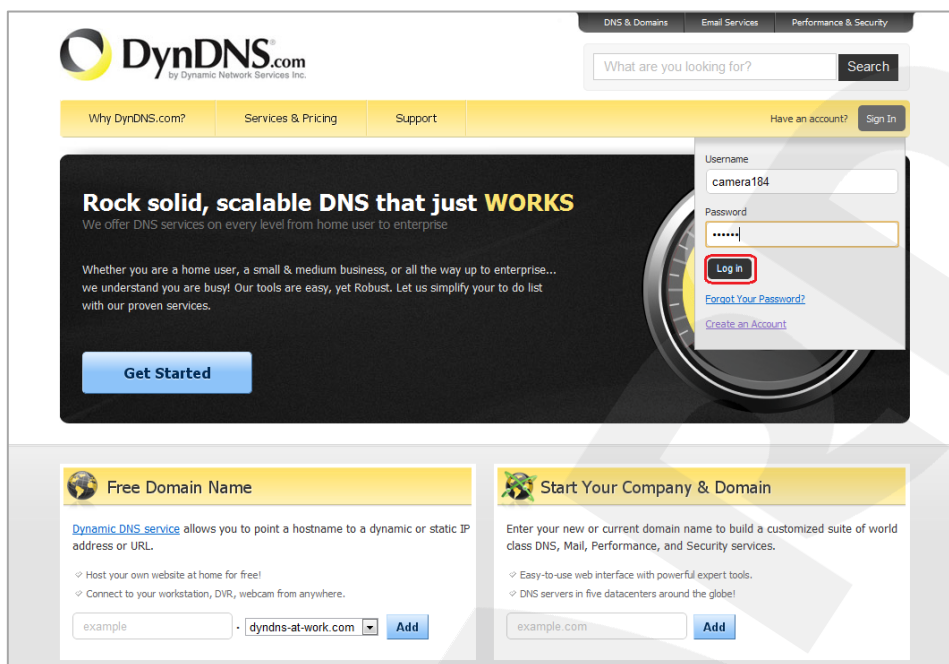 DNS & Domains Email Services Performance & Security
DynDNS.com
by Dynamic Network Services Inc.
What are you looking for? Search
Why DynDNS.com? Services & Pricing Support Have an account? Sign In
Username
camera184
Password
••••••
Log in
Forgot Your Password?
Create an Account
Rock solid, scalable DNS that just WORKS
We offer DNS services on every level from home user to enterprise
Whether you are a home user, a small & medium business, or all the way up to enterprise...
we understand you are busy! Our tools are easy, yet Robust. Let us simplify your to do list
with our proven services.
Get Started
Free Domain Name
Dynamic DNS service allows you to point a hostname to a dynamic or static IP
address or URL.
Host your own website at home for free!
Connect to your workstation, DVR, webcam from anywhere.
example . dyndns-at-work.com Add
Start Your Company & Domain
Enter your new or current domain name to build a customized suite of world
class DNS, Mail, Performance, and Security services.
Easy-to-use web interface with powerful expert tools.
DNS servers in five datacenters around the globe!
example.com Add